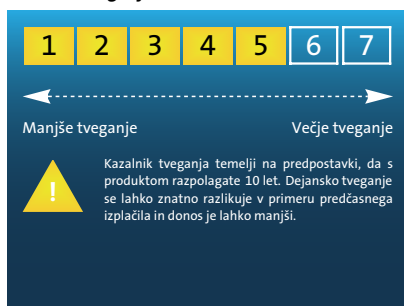 1 2 3 4 5 6 7
Manjše tveganje Večje tveganje
! Kazalnik tveganja temelji na predpostavki, da s
produktom razpolagate 10 let. Dejansko tveganje
se lahko znatno razlikuje v primeru predčasnega
izplačila in donos je lahko manjši.